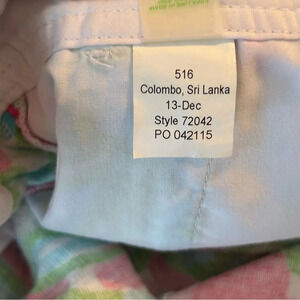 516
Colombo, Sri Lanka
13-Dec
Style 72042
PO 042115